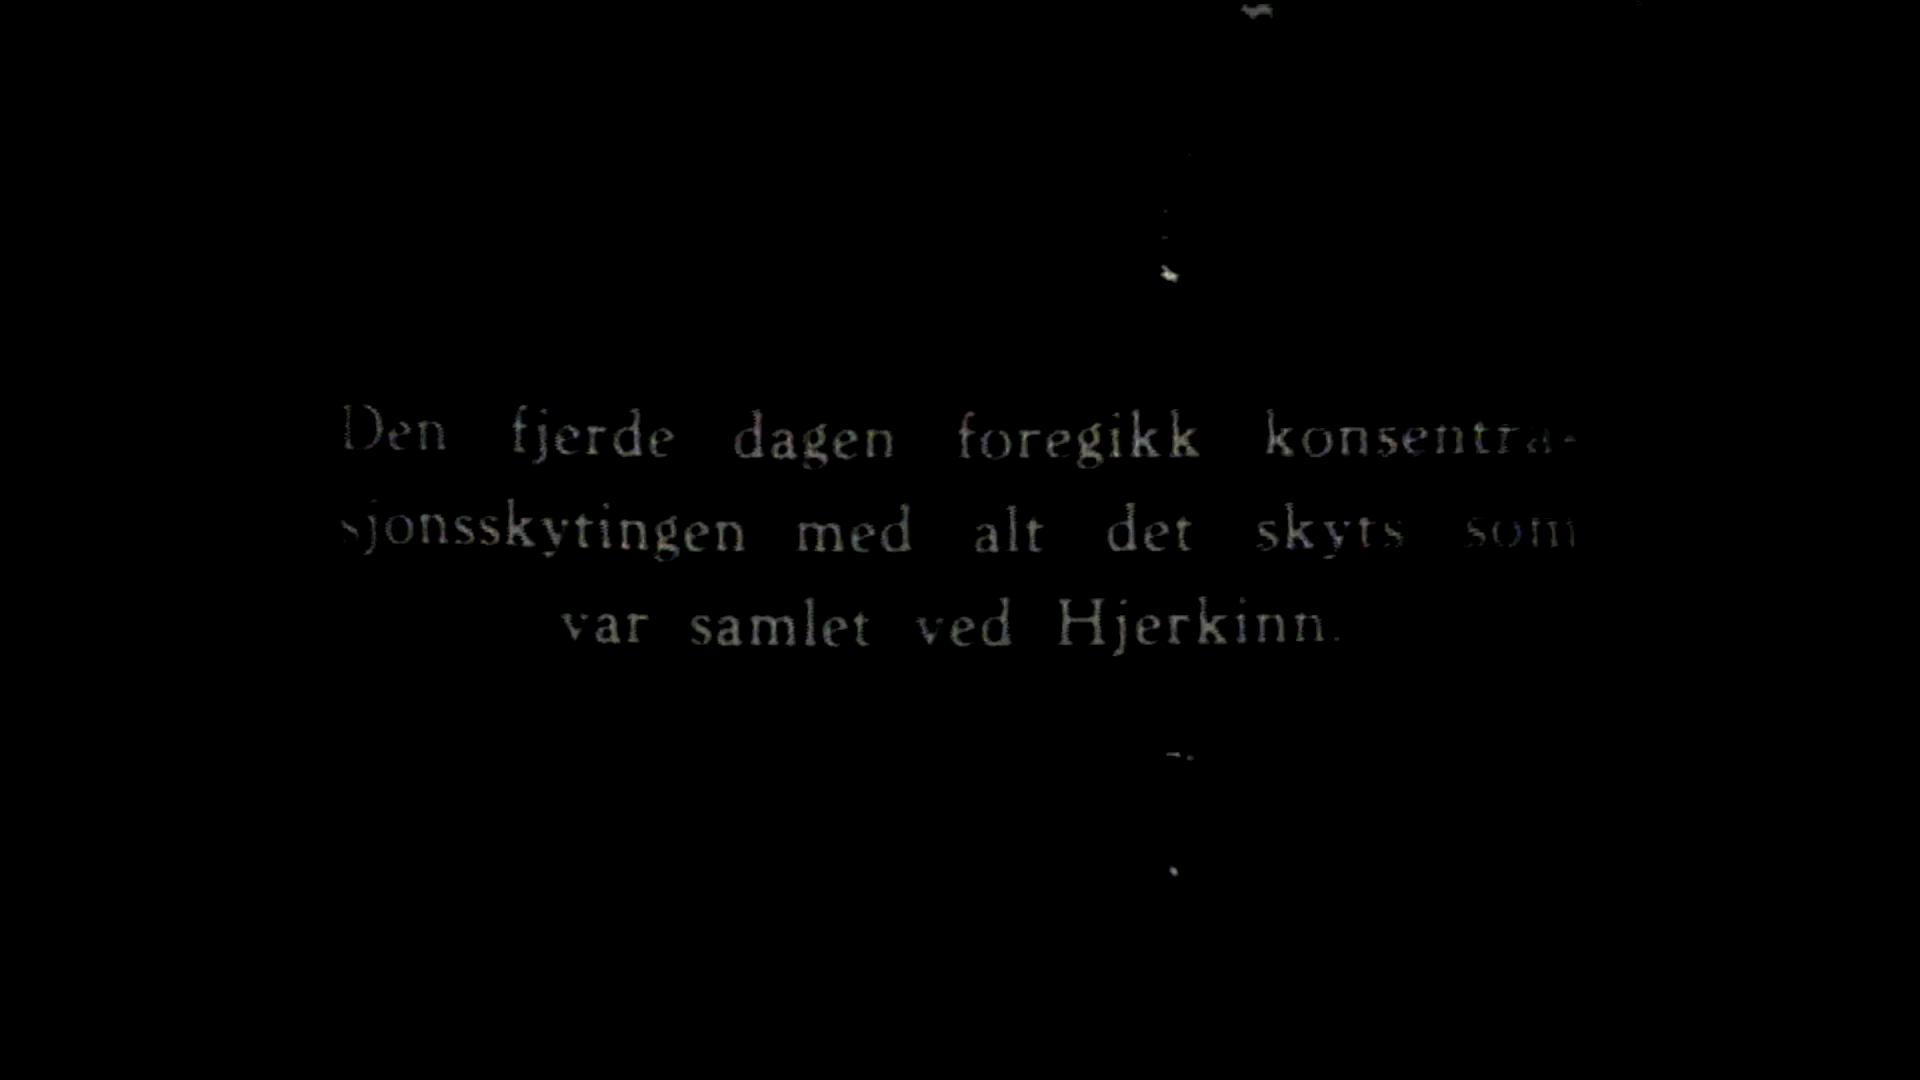 Den fjerde dagen foregikk konsentra-
sjonsskytingen med alt det skyts som
var samlet ved Hjerkinn.